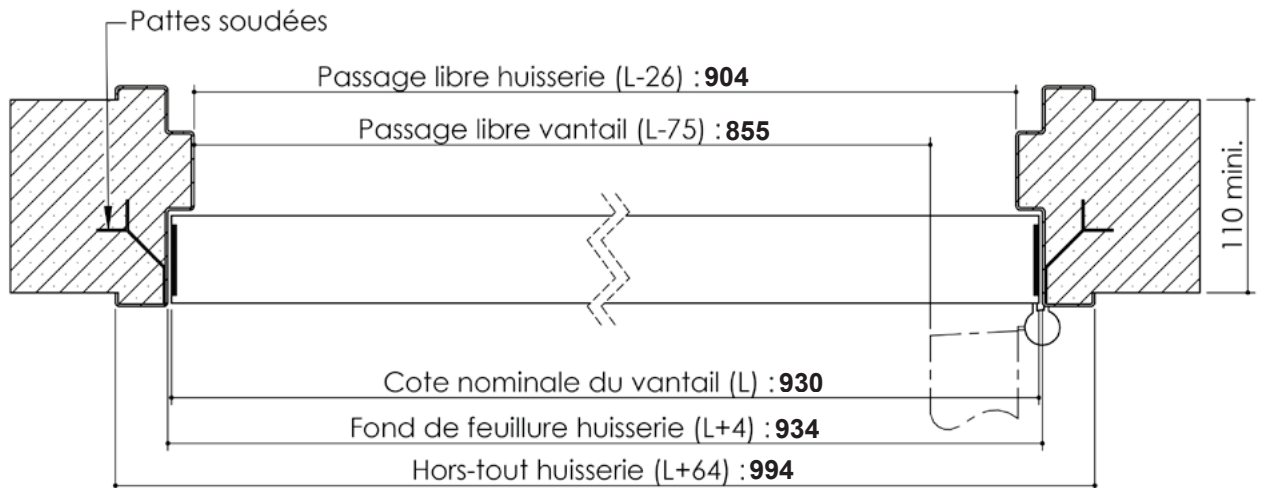 Pattes soudées
Passage libre huisserie (L-26) : 904
Passage libre vantail (L-75) : 855
110 mini.
Cote nominale du vantail (L) : 930
Fond de feuillure huisserie (L+4) : 934
Hors-tout huisserie (L+64) : 994